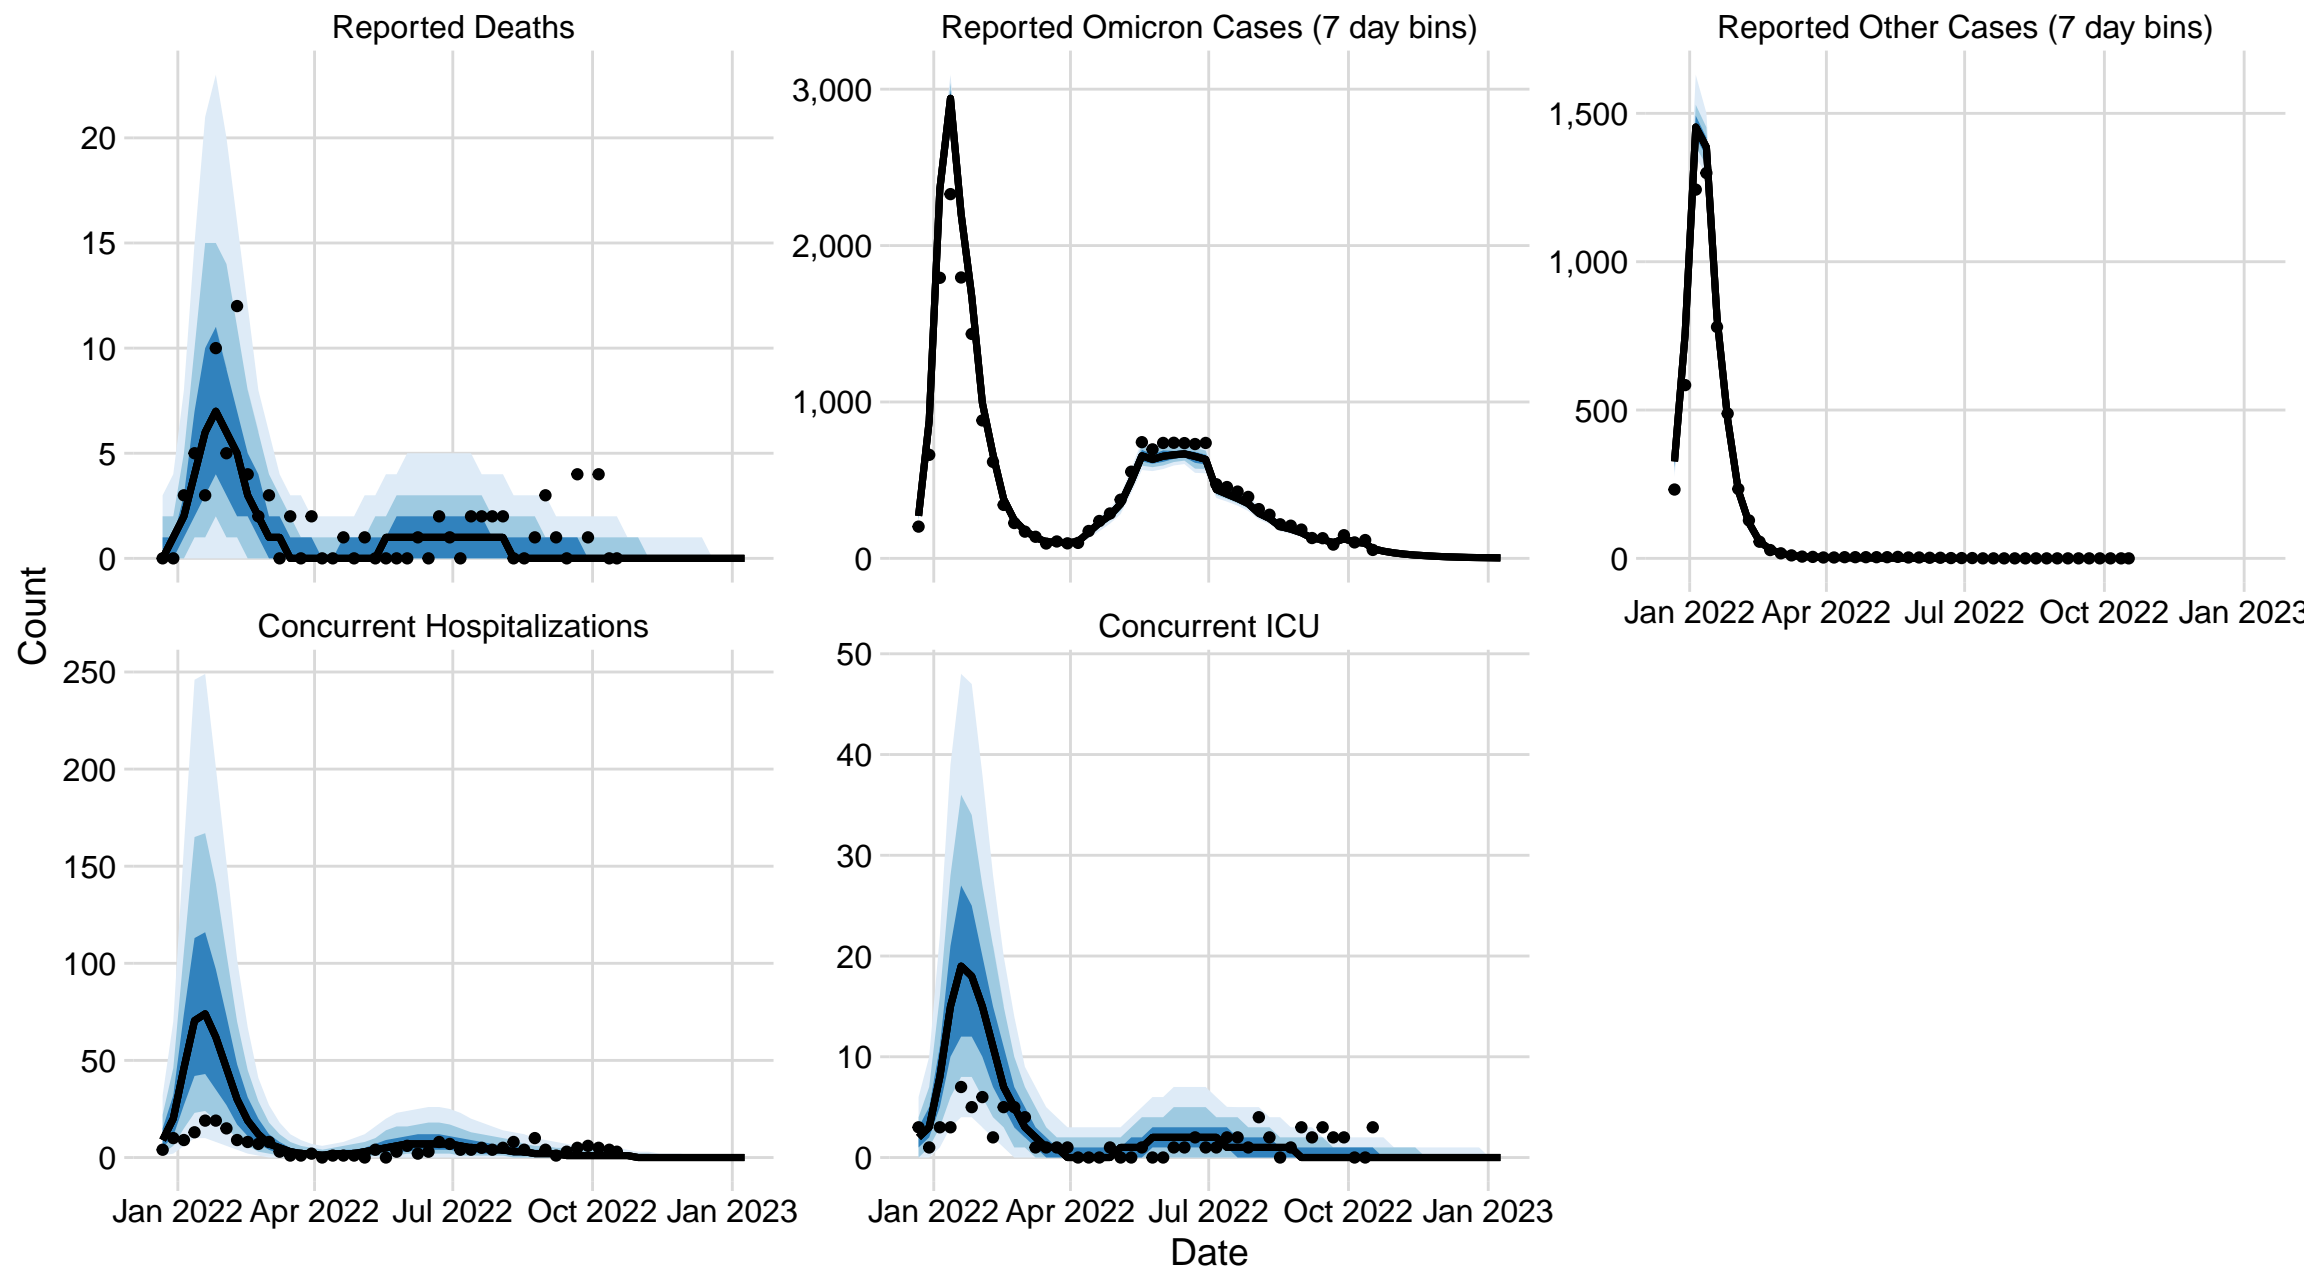 Reported Deaths
Reported Omicron Cases (7 day bins)
Reported Other Cases (7 day bins)
20
15
10
5
0
3,000
2,000
1,000
0
1,500
1,000
500
0
Jan 2022 Apr 2022 Jul 2022 Oct 2022 Jan 2023
Count
Concurrent Hospitalizations
Concurrent ICU
250
200
150
100
50
0
50
40
30
20
10
0
Jan 2022 Apr 2022 Jul 2022 Oct 2022 Jan 2023
Jan 2022 Apr 2022 Jul 2022 Oct 2022 Jan 2023
Date